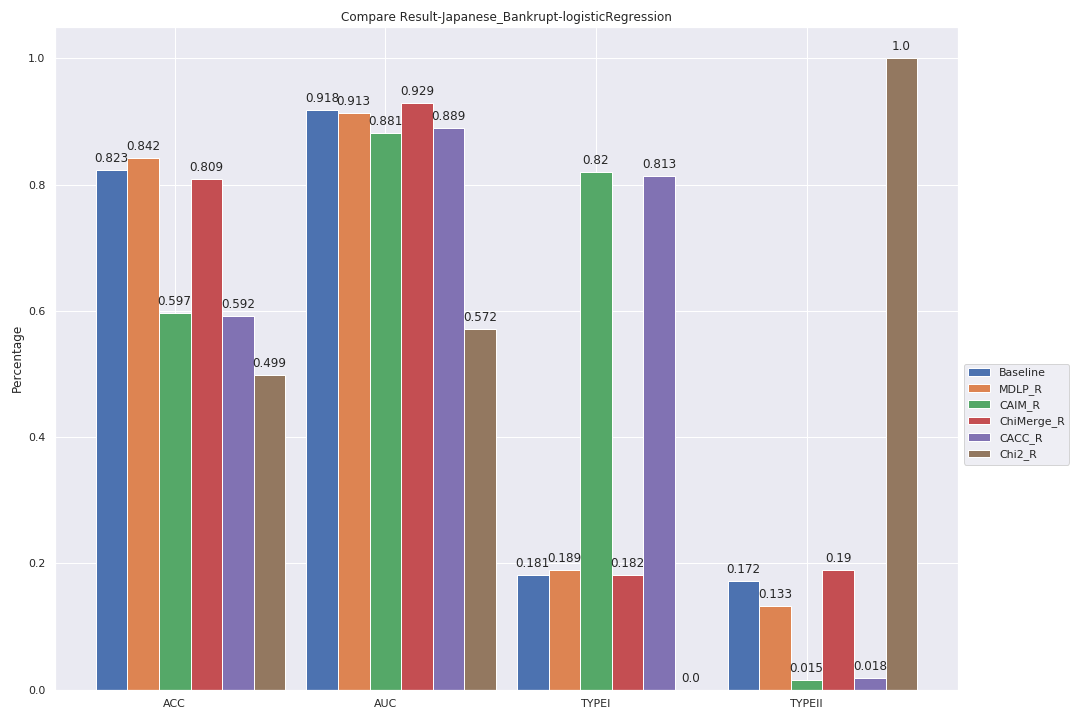 Compare Result-Japanese_Bankrupt-logisticRegression
Percentage
1.0
0.8
0.6
0.4
0.2
0.0
0.823
0.842
0.597
0.809
0.592
0.499
0.918
0.913
0.881
0.929
0.889
0.572
0.181
0.189
0.82
0.182
0.813
0.0
0.172
0.133
0.015
0.19
0.018
1.0
ACC
AUC
TYPEI
TYPEII
Baseline
MDLP_R
CAIM_R
ChiMerge_R
CACC_R
Chi2_R